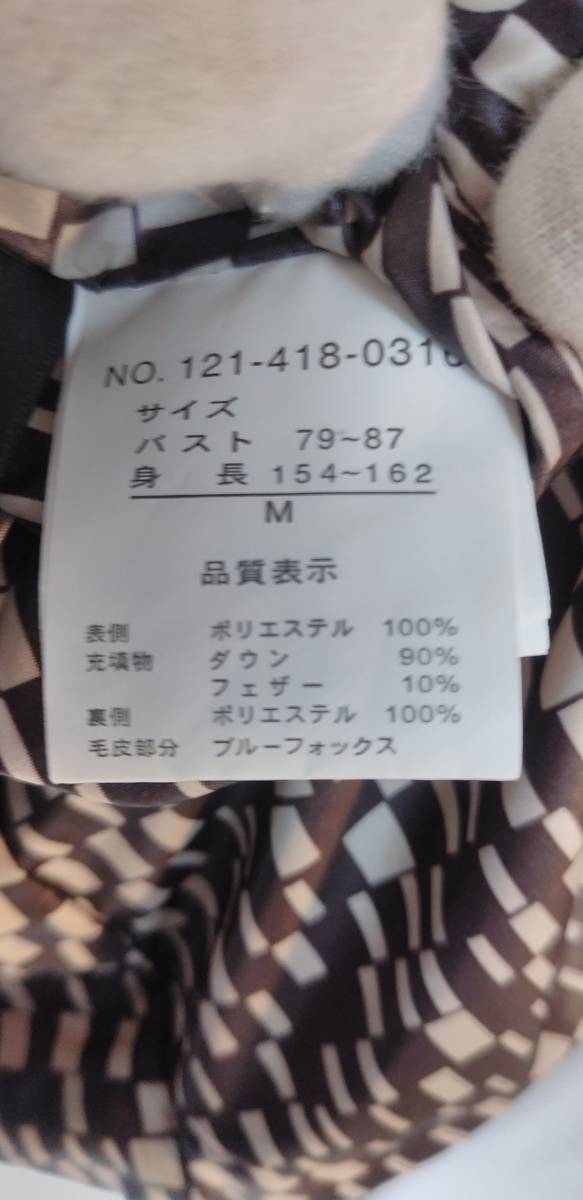 NO. 121-418-0316
サイズ
バスト 79~87
身長 154~162
M
品質表示
表側 ポリエステル 100%
充填物 ダウン 90%
フェザー 10%
裏側 ポリエステル 100%
毛皮部分 ブルーフォックス